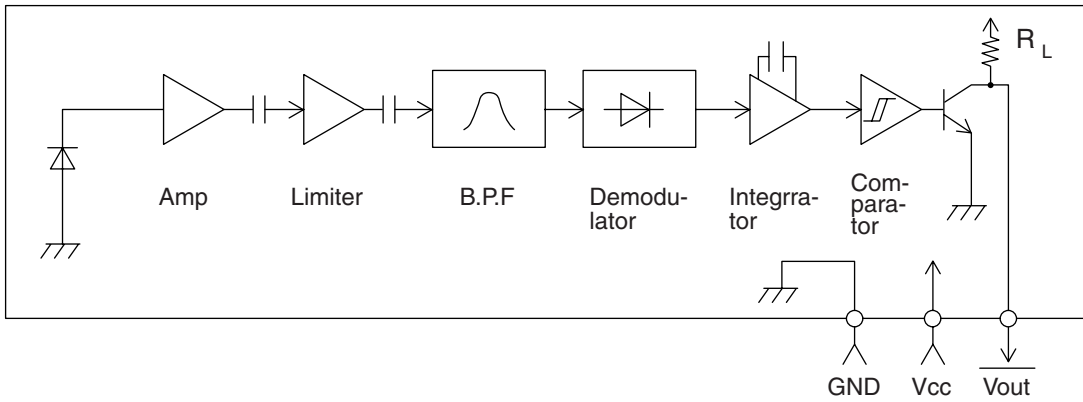 R L
Amp
Limiter
B.P.F
Demodu-
lator
Integrra-
tor
Com-
para-
tor
GND
Vcc
Vout